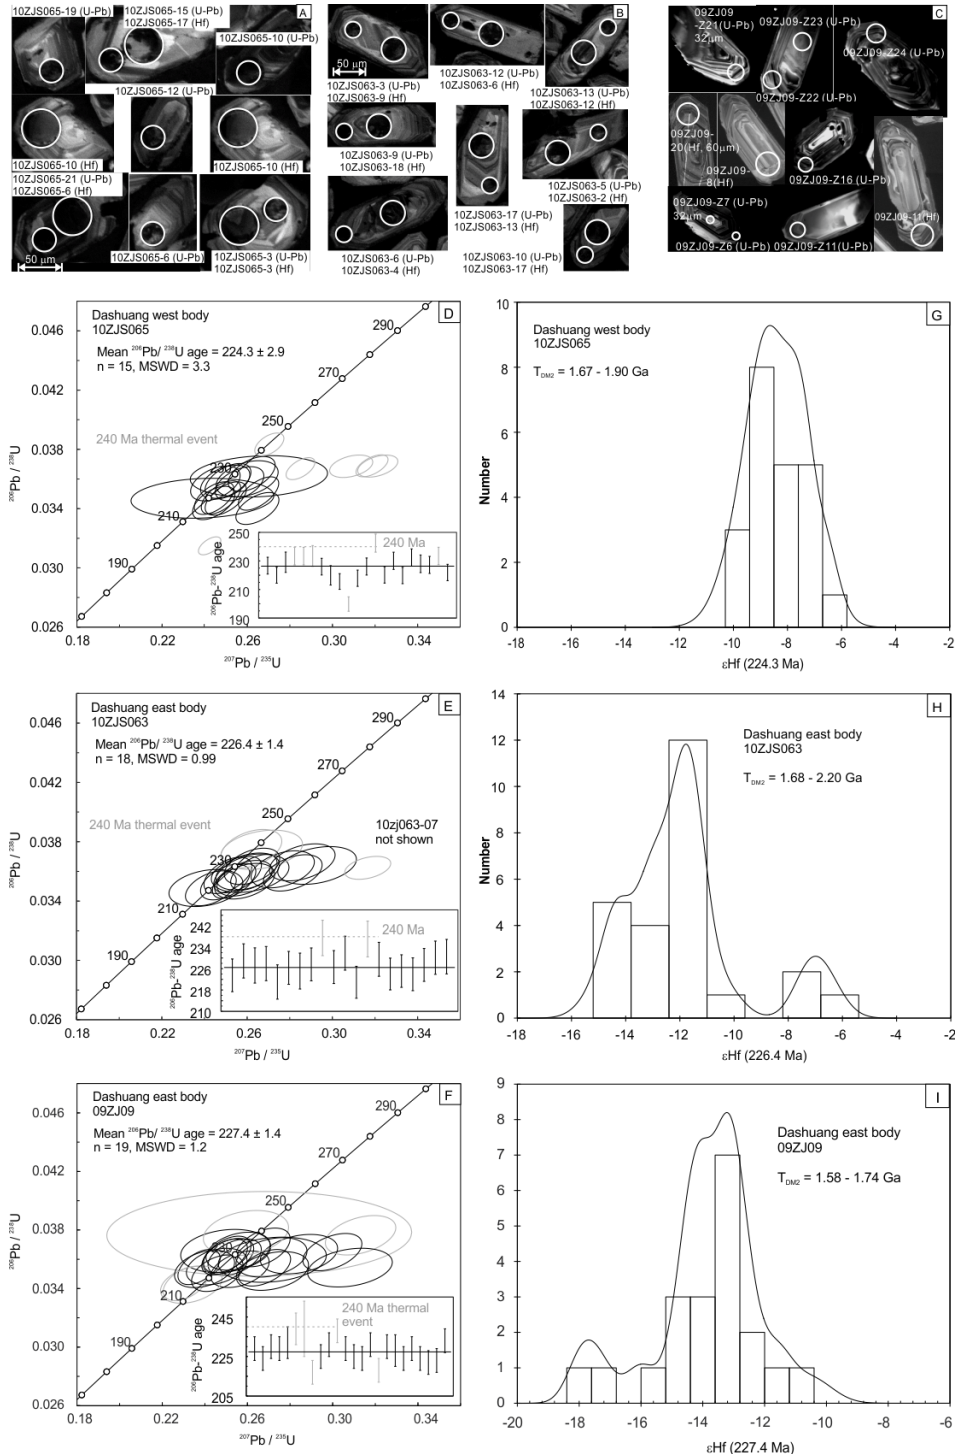 A
10ZJS065-19 (U-Pb)
10ZJS065-15 (U-Pb)
10ZJS065-17 (Hf)
10ZJS065-10 (U-Pb)
10ZJS065-12 (U-Pb)
10ZJS065-10 (Hf)
10ZJS065-10 (Hf)
10ZJS065-21 (U-Pb)
10ZJS065-6 (Hf)
10ZJS065-6 (U-Pb)
10ZJS065-3 (U-Pb)
10ZJS065-3 (Hf)
50 μm
B
50 μm
10ZJS063-3 (U-Pb)
10ZJS063-9 (Hf)
10ZJS063-12 (U-Pb)
10ZJS063-6 (Hf)
10ZJS063-13 (U-Pb)
10ZJS063-12 (Hf)
10ZJS063-9 (U-Pb)
10ZJS063-18 (Hf)
10ZJS063-5 (U-Pb)
10ZJS063-2 (Hf)
10ZJS063-17 (U-Pb)
10ZJS063-13 (Hf)
10ZJS063-6 (U-Pb)
10ZJS063-4 (Hf)
10ZJS063-10 (U-Pb)
10ZJS063-17 (Hf)
C
09ZJ09
-Z21(U-Pb)
32μm
09ZJ09-Z23 (U-Pb)
09ZJ09-Z24 (U-Pb)
09ZJ09-Z22 (U-Pb)
09ZJ09-
20(Hf, 60μm)
09ZJ09-
8(Hf)
09ZJ09-Z16 (U-Pb)
09ZJ09-Z7 (U-Pb)
32μm
09ZJ09-11(Hf)
09ZJ09-Z6 (U-Pb)
09ZJ09-Z11(U-Pb)
D
Dashuang west body
10ZJS065
Mean ²⁰⁶Pb/ ²³⁸U age = 224.3 ± 2.9
n = 15, MSWD = 3.3
240 Ma thermal event
0.046
0.042
0.038
0.034
0.030
0.026
²⁰⁶Pb / ²³⁸U
290
270
250
230
210
190
250
230
210
190
²⁰⁶Pb-²³⁸U age
240 Ma
0.18 0.22 0.26 0.30 0.34
²⁰⁷Pb / ²³⁵U
G
Dashuang west body
10ZJS065
T_DM2 = 1.67 - 1.90 Ga
10
8
6
4
2
0
Number
-18 -16 -14 -12 -10 -8 -6 -4 -2
εHf (224.3 Ma)
E
Dashuang east body
10ZJS063
Mean ²⁰⁶Pb/ ²³⁸U age = 226.4 ± 1.4
n = 18, MSWD = 0.99
240 Ma thermal event
10zj063-07
not shown
0.046
0.042
0.038
0.034
0.030
0.026
²⁰⁶Pb / ²³⁸U
290
270
250
230
210
190
242
234
226
218
210
²⁰⁶Pb-²³⁸U age
240 Ma
0.18 0.22 0.26 0.30 0.34
²⁰⁷Pb / ²³⁵U
H
Dashuang east body
10ZJS063
T_DM2 = 1.68 - 2.20 Ga
14
12
10
8
6
4
2
0
Number
-18 -16 -14 -12 -10 -8 -6 -4 -2
εHf (226.4 Ma)
F
Dashuang east body
09ZJ09
Mean ²⁰⁶Pb/ ²³⁸U age = 227.4 ± 1.4
n = 19, MSWD = 1.2
0.046
0.042
0.038
0.034
0.030
0.026
²⁰⁶Pb / ²³⁸U
290
270
250
210
190
245
225
205
²⁰⁶Pb-²³⁸U age
240 Ma thermal
event
0.18 0.22 0.26 0.30 0.34
²⁰⁷Pb / ²³⁵U
I
Dashuang east body
09ZJ09
T_DM2 = 1.58 - 1.74 Ga
9
8
7
6
5
4
3
2
1
0
-20 -18 -16 -14 -12 -10 -8 -6
εHf (227.4 Ma)